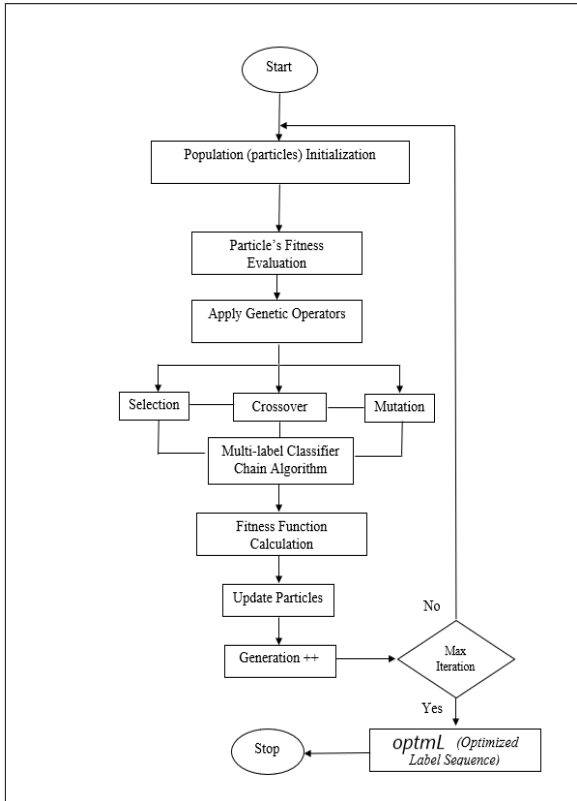 Start
Population (particles) Initialization
Particle's Fitness
Evaluation
Apply Genetic Operators
Selection
Crossover
Mutation
Multi-label Classifier
Chain Algorithm
Fitness Function
Calculation
Update Particles
No
Generation ++
Max
Iteration
Yes
optmL (Optimized
Label Sequence)
Stop